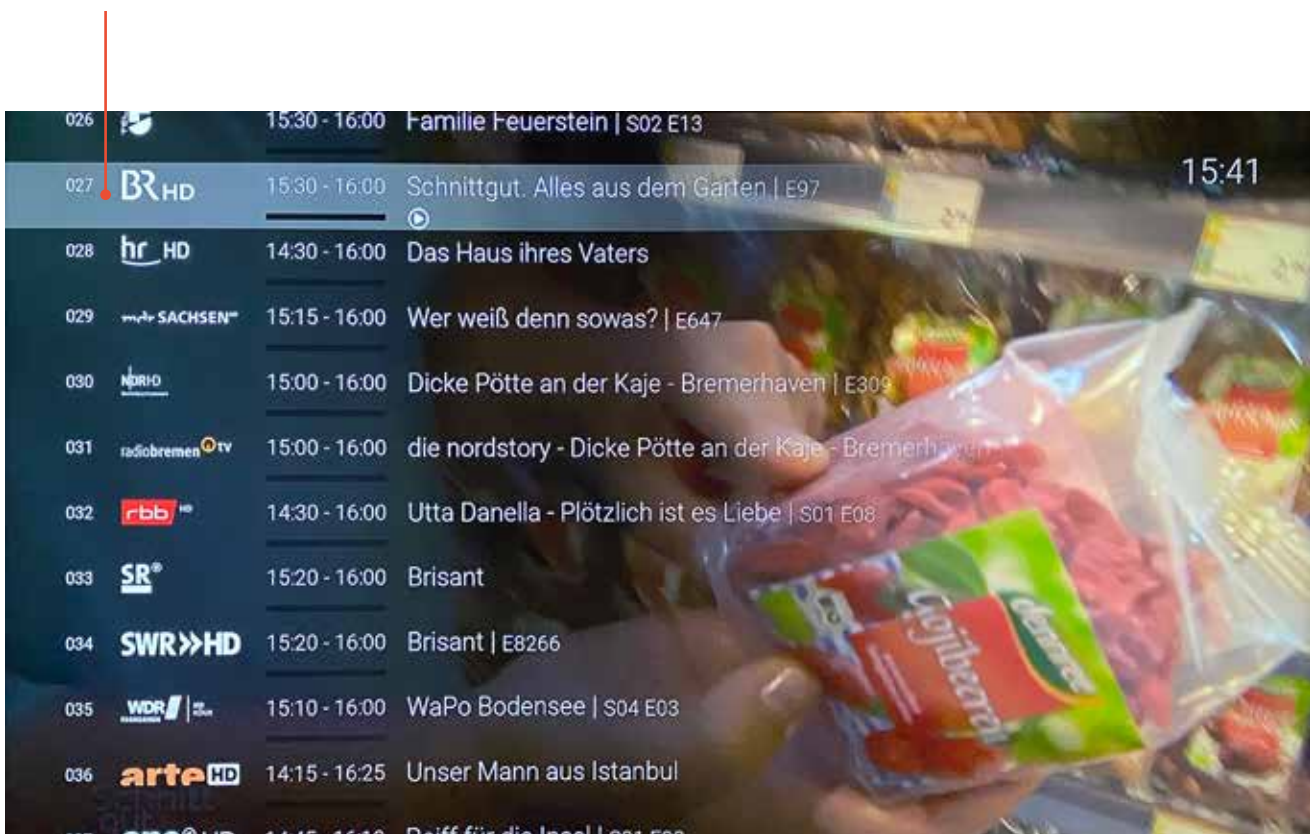 026 15:30 - 16:00 Familie Feuerstein | S02 E13
15:41
027 BR HD 15:30 - 16:00 Schnittgut. Alles aus dem Garten | E97
028 hr HD 14:30 - 16:00 Das Haus ihres Vaters
029 mdr SACHSEN HD 15:15 - 16:00 Wer weiß denn sowas? | E647
030 NDR HD 15:00 - 16:00 Dicke Pötte an der Kaje - Bremerhaven | E309
031 radiobremen TV 15:00 - 16:00 die nordstory - Dicke Pötte an der Kaje - Bremerhaven
032 rbb HD 14:30 - 16:00 Utta Danella - Plötzlich ist es Liebe | S01 E08
033 SR 15:20 - 16:00 Brisant
034 SWR>>HD 15:20 - 16:00 Brisant | E8266
035 WDR 15:10 - 16:00 WaPo Bodensee | S04 E03
036 arte HD 14:15 - 16:25 Unser Mann aus Istanbul
dennree